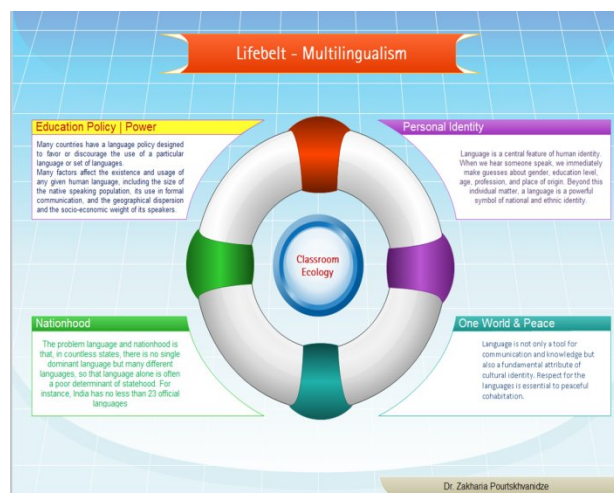 Lifebelt - Multilingualism
Education Policy | Power
Many countries have a language policy designed
to favor or discourage the use of a particular
language or set of languages.
Many factors affect the existence and usage of
any given human language, including the size of
the native speaking population, its use in formal
communication, and the geographical dispersion
and the socio-economic weight of its speakers.
Personal Identity
Language is a central feature of human identity.
When we hear someone speak, we immediately
make guesses about gender, education level,
age, profession, and place of origin. Beyond this
individual matter, a language is a powerful
symbol of national and ethnic identity.
Classroom
Ecology
Nationhood
The problem language and nationhood is
that, in countless states, there is no single
dominant language but many different
languages, so that language alone is often
a poor determinant of statehood. For
instance, India has no less than 23 official
languages
One World & Peace
Language is not only a tool for
communication and knowledge but
also a fundamental attribute of
cultural identity. Respect for the
languages is essential to peaceful
cohabitation.
Dr. Zakharia Pourtskhvanidze